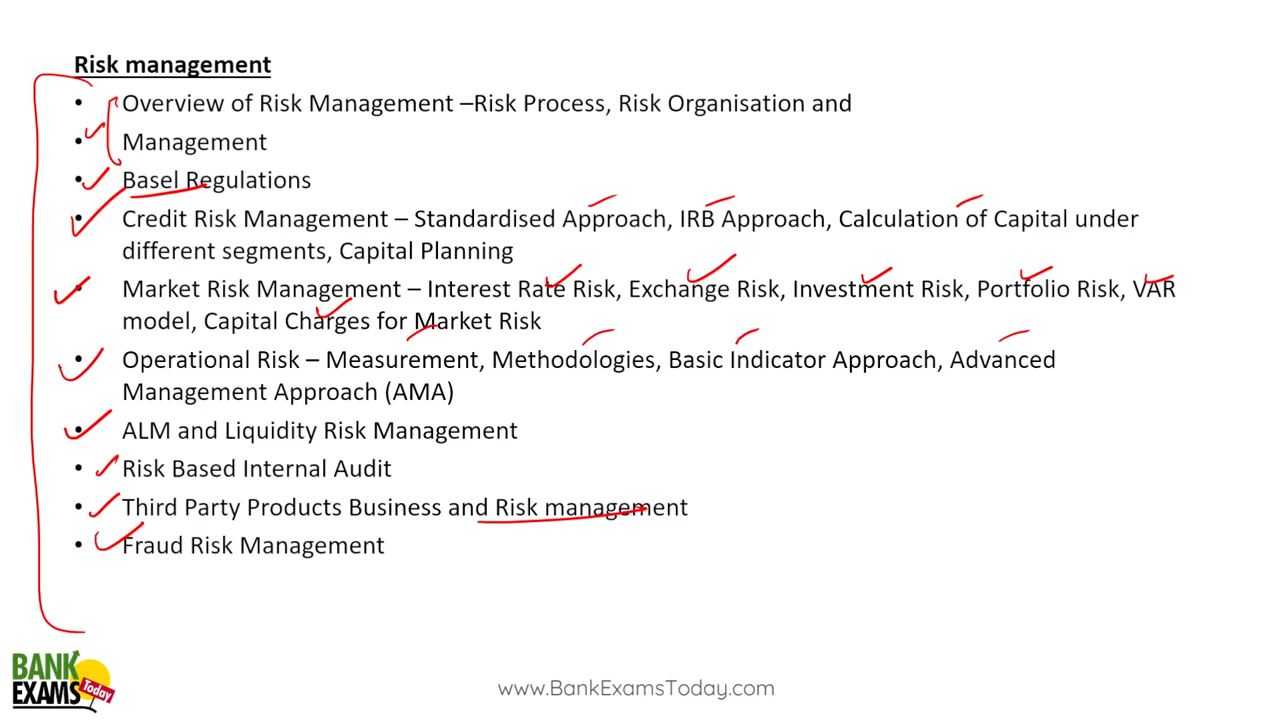 Risk management
• Overview of Risk Management –Risk Process, Risk Organisation and
• Management
• Basel Regulations
• Credit Risk Management – Standardised Approach, IRB Approach, Calculation of Capital under
different segments, Capital Planning
• Market Risk Management – Interest Rate Risk, Exchange Risk, Investment Risk, Portfolio Risk, VAR
model, Capital Charges for Market Risk
• Operational Risk – Measurement, Methodologies, Basic Indicator Approach, Advanced
Management Approach (AMA)
• ALM and Liquidity Risk Management
• Risk Based Internal Audit
• Third Party Products Business and Risk management
• Fraud Risk Management
BANK
EXAMS Today
www.BankExamsToday.com